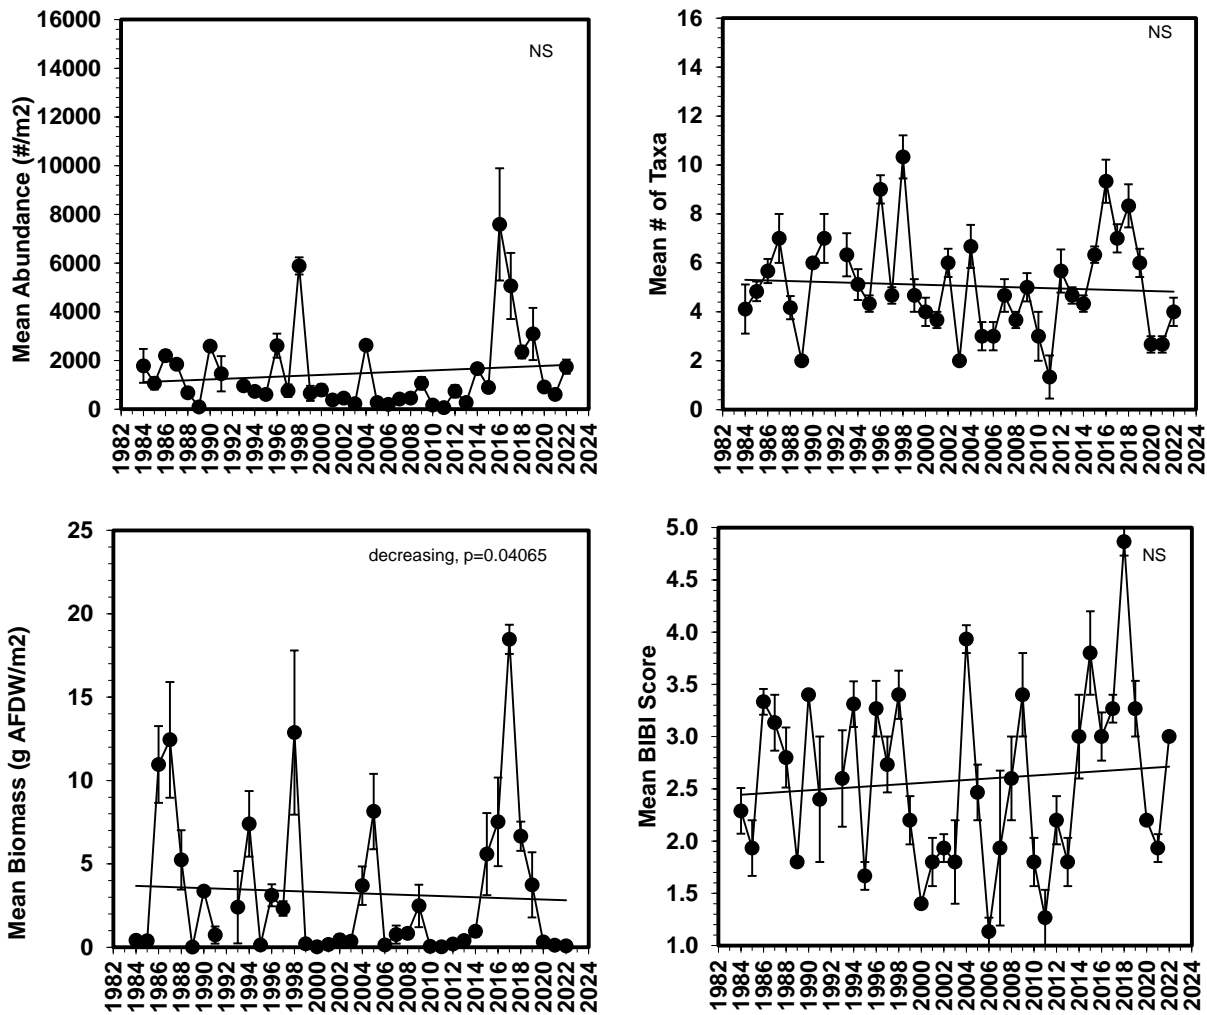 Mean Abundance (#/m2)
16000
14000
12000
10000
8000
6000
4000
2000
0
NS
1982 1984 1986 1988 1990 1992 1994 1996 1998 2000 2002 2004 2006 2008 2010 2012 2014 2016 2018 2020 2022 2024
Mean # of Taxa
16
14
12
10
8
6
4
2
0
NS
1982 1984 1986 1988 1990 1992 1994 1996 1998 2000 2002 2004 2006 2008 2010 2012 2014 2016 2018 2020 2022 2024
Mean Biomass (g AFDW/m2)
25
20
15
10
5
0
decreasing, p=0.04065
1982 1984 1986 1988 1990 1992 1994 1996 1998 2000 2002 2004 2006 2008 2010 2012 2014 2016 2018 2020 2022 2024
Mean BIBI Score
5.0
4.5
4.0
3.5
3.0
2.5
2.0
1.5
1.0
NS
1982 1984 1986 1988 1990 1992 1994 1996 1998 2000 2002 2004 2006 2008 2010 2012 2014 2016 2018 2020 2022 2024